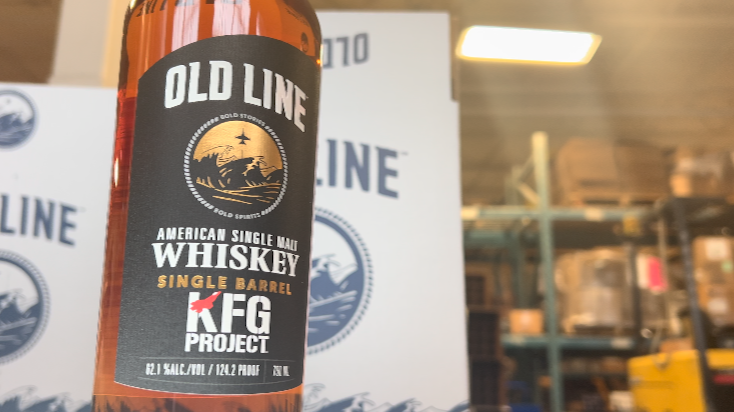 OLD LINE
BOLD STORIES
BOLD SPIRITS
AMERICAN SINGLE MALT
WHISKEY
SINGLE BARREL
KFG
PROJECT
62.1 %ALC./VOL / 124.2 PROOF 750 ML
OLD
LINE
LINE